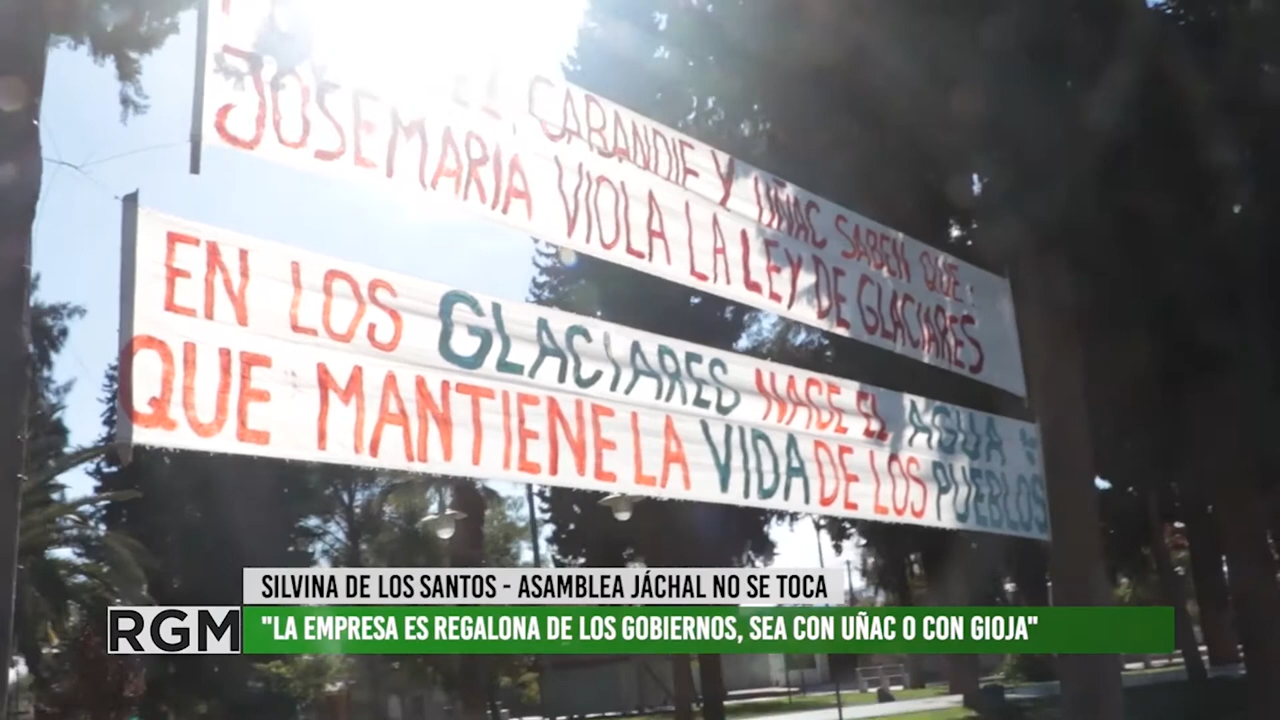 CABANDIE Y UÑAC SABEN QUE:
JOSEMARIA VIOLA LA LEY DE GLACIARES
EN LOS GLACIARES NACE EL AGUA
QUE MANTIENE LA VIDA DE LOS PUEBLOS
SILVINA DE LOS SANTOS - ASAMBLEA JÁCHAL NO SE TOCA
RGM
"LA EMPRESA ES REGALONA DE LOS GOBIERNOS, SEA CON UÑAC O CON GIOJA"